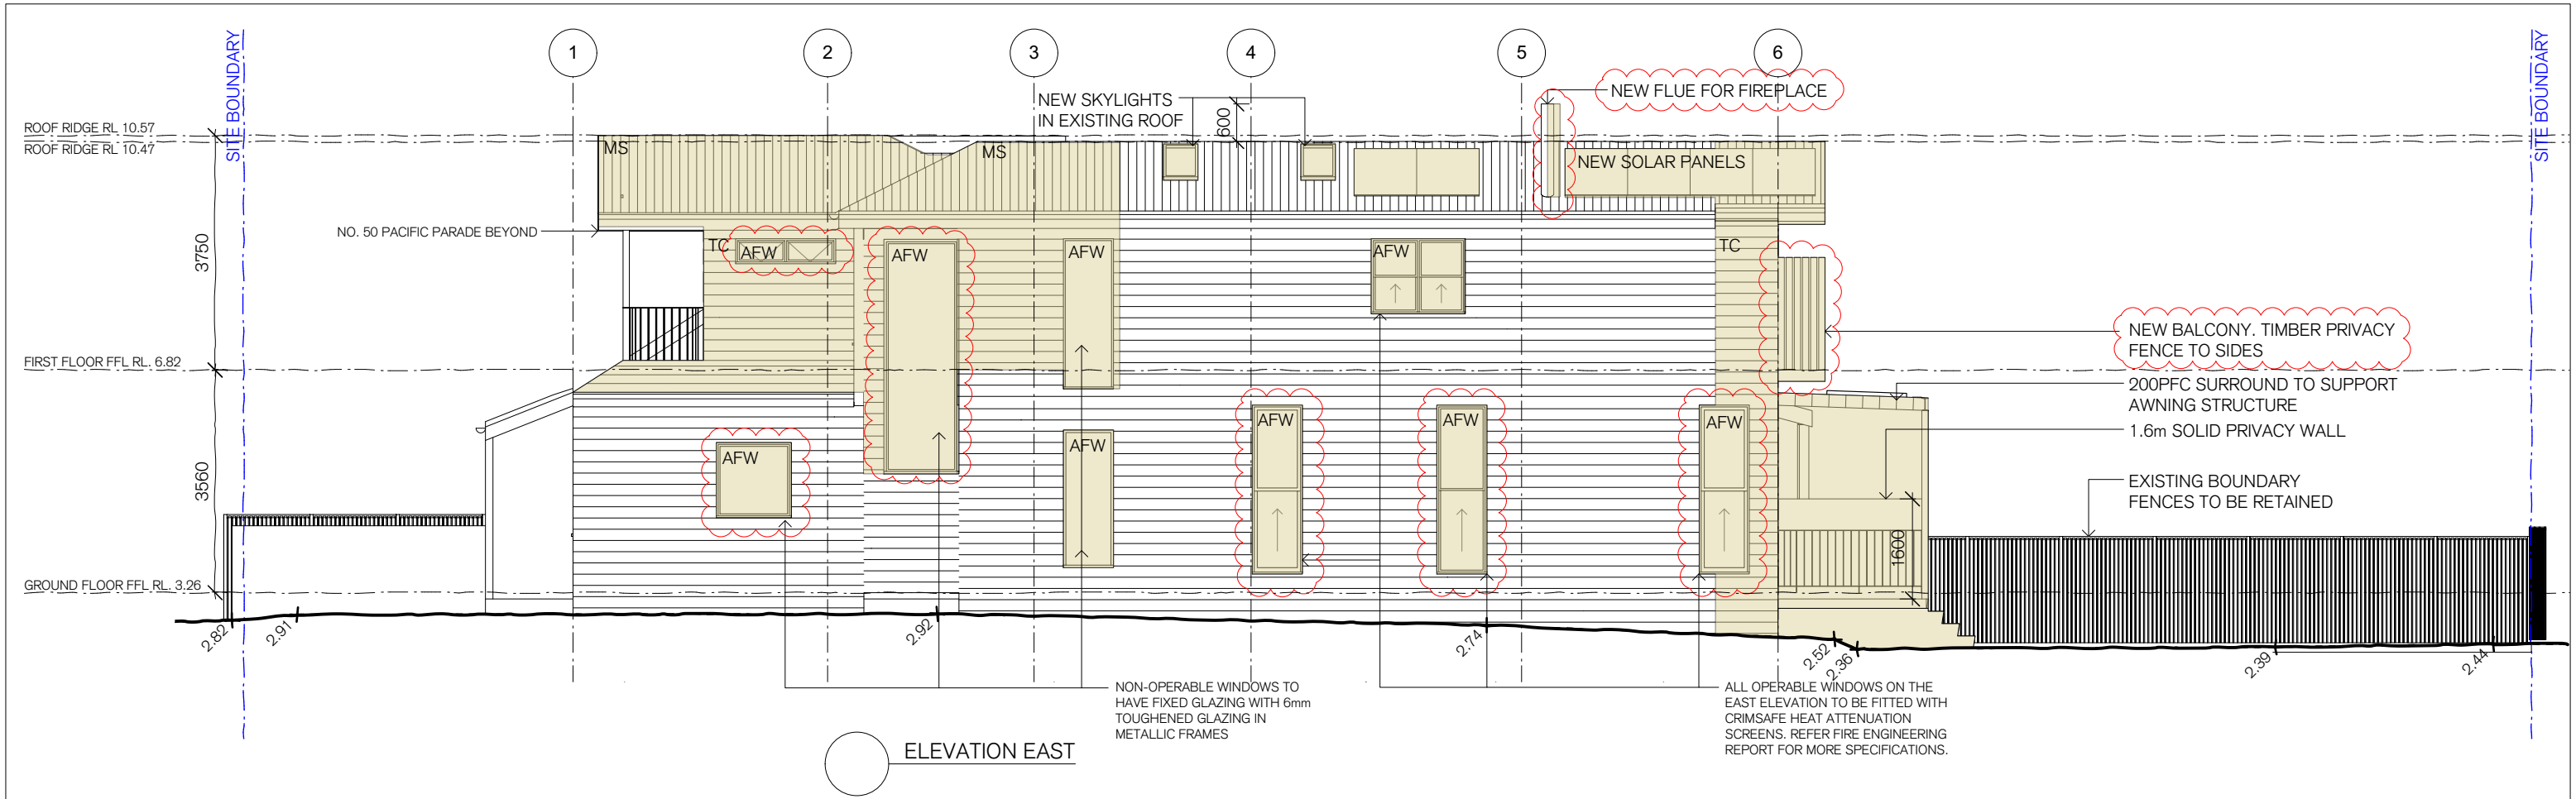 SITE BOUNDARY
1
2
3
4
5
6
SITE BOUNDARY
NEW SKYLIGHTS
IN EXISTING ROOF
600
NEW FLUE FOR FIREPLACE
ROOF RIDGE RL 10.57
ROOF RIDGE RL 10.47
MS
MS
NEW SOLAR PANELS
NO. 50 PACIFIC PARADE BEYOND
3750
TC
AFW
AFW
AFW
AFW
TC
NEW BALCONY. TIMBER PRIVACY
FENCE TO SIDES
FIRST FLOOR FFL RL. 6.82
200PFC SURROUND TO SUPPORT
AWNING STRUCTURE
1.6m SOLID PRIVACY WALL
3560
AFW
AFW
AFW
AFW
AFW
EXISTING BOUNDARY
FENCES TO BE RETAINED
1600
GROUND FLOOR FFL RL. 3.26
2.82
2.91
2.92
2.74
2.52
2.36
2.39
2.44
NON-OPERABLE WINDOWS TO
HAVE FIXED GLAZING WITH 6mm
TOUGHENED GLAZING IN
METALLIC FRAMES
ALL OPERABLE WINDOWS ON THE
EAST ELEVATION TO BE FITTED WITH
CRIMSAFE HEAT ATTENUATION
SCREENS. REFER FIRE ENGINEERING
REPORT FOR MORE SPECIFICATIONS.
ELEVATION EAST